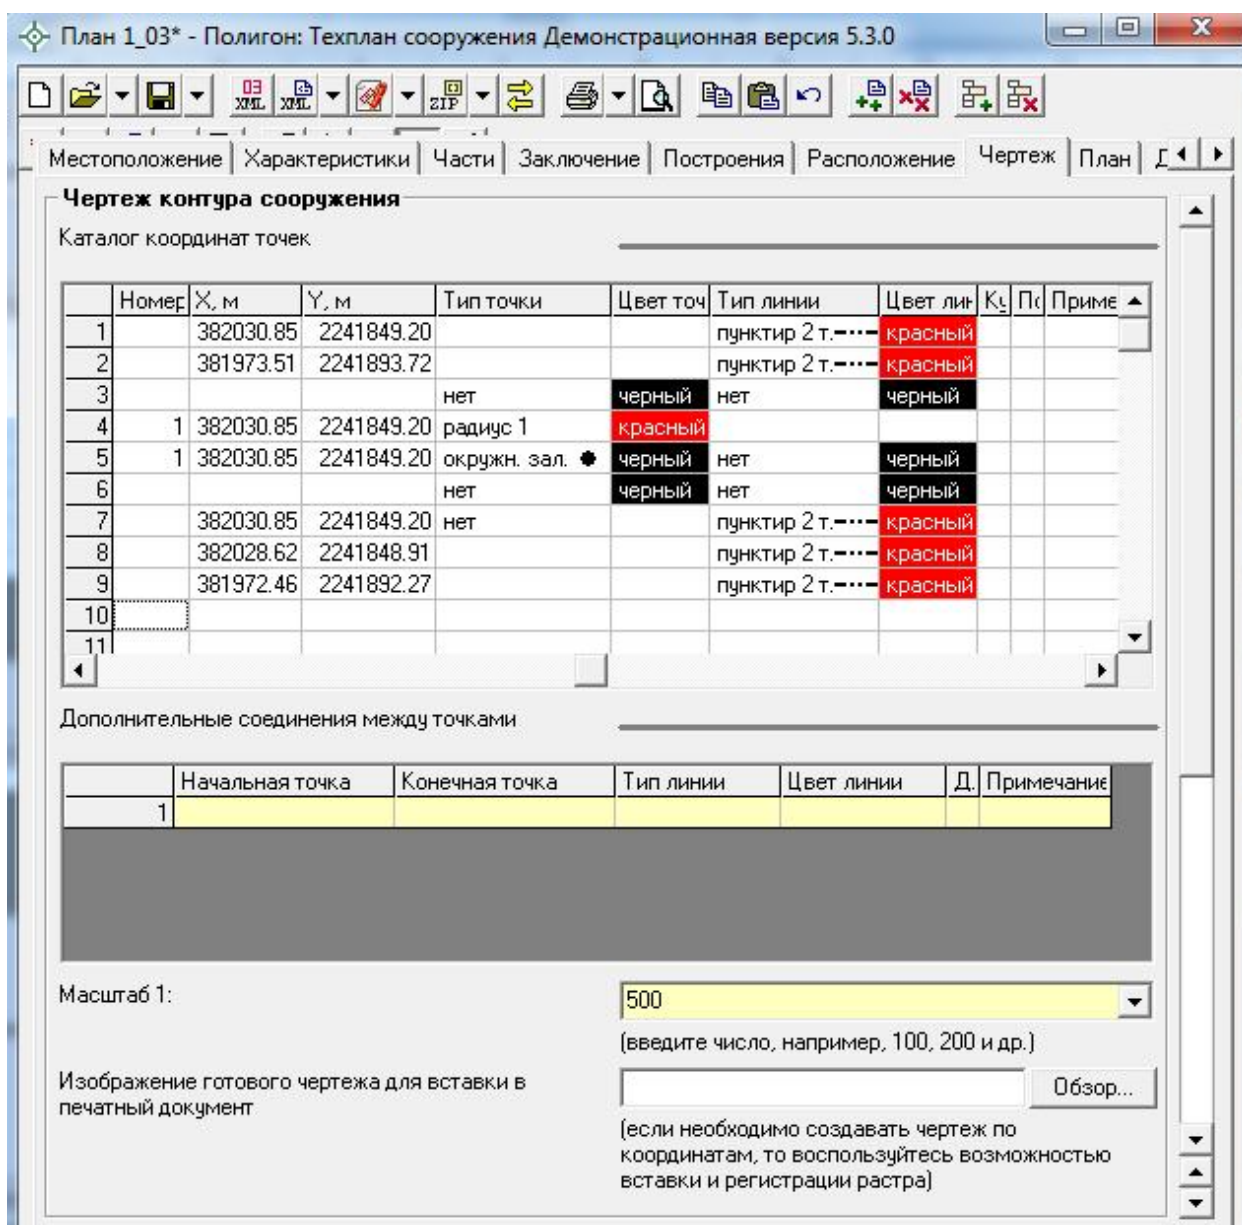 План 1_03* - Полигон: Техплан сооружения Демонстрационная версия 5.3.0
03 XML XML ZIP
Местоположение Характеристики Части Заключение Построения Расположение Чертеж План
Чертеж контура сооружения
Каталог координат точек
Номер X, м Y, м Тип точки Цвет точ Тип линии Цвет лин Приме
1 382030.85 2241849.20 пунктир 2 т. красный
2 381973.51 2241893.72 пунктир 2 т. красный
3 нет черный нет черный
4 1 382030.85 2241849.20 радиус 1 красный
5 1 382030.85 2241849.20 окружн. зал. черный нет черный
6 нет черный нет черный
7 382030.85 2241849.20 нет пунктир 2 т. красный
8 382028.62 2241848.91 пунктир 2 т. красный
9 381972.46 2241892.27 пунктир 2 т. красный
10
11
Дополнительные соединения между точками
Начальная точка Конечная точка Тип линии Цвет линии Д. Примечание
1
Масштаб 1:
500
(введите число, например, 100, 200 и др.)
Изображение готового чертежа для вставки в
печатный документ
Обзор...
(если необходимо создавать чертеж по
координатам, то воспользуйтесь возможностью
вставки и регистрации растра)